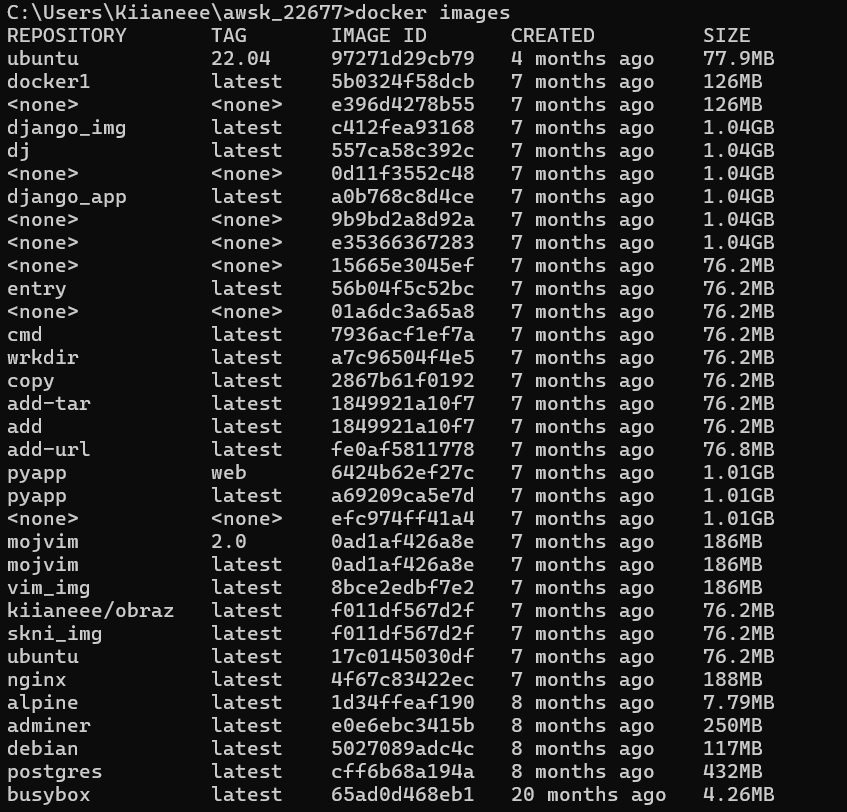 C:\Users\Kiianeee\awsk_22677>docker images
REPOSITORY TAG IMAGE ID CREATED SIZE
ubuntu 22.04 97271d29cb79 4 months ago 77.9MB
docker1 latest 5b0324f58dcb 7 months ago 126MB
<none> <none> e396d4278b55 7 months ago 126MB
django_img latest c412fea93168 7 months ago 1.04GB
dj latest 557ca58c392c 7 months ago 1.04GB
<none> <none> 0d11f3552c48 7 months ago 1.04GB
django_app latest a0b768c8d4ce 7 months ago 1.04GB
<none> <none> 9b9bd2a8d92a 7 months ago 1.04GB
<none> <none> e35366367283 7 months ago 1.04GB
<none> <none> 15665e3045ef 7 months ago 76.2MB
entry latest 56b04f5c52bc 7 months ago 76.2MB
<none> <none> 01a6dc3a65a8 7 months ago 76.2MB
cmd latest 7936acf1ef7a 7 months ago 76.2MB
wrkdir latest a7c96504f4e5 7 months ago 76.2MB
copy latest 2867b61f0192 7 months ago 76.2MB
add-tar latest 1849921a10f7 7 months ago 76.2MB
add latest 1849921a10f7 7 months ago 76.2MB
add-url latest fe0af5811778 7 months ago 76.8MB
pyapp web 6424b62ef27c 7 months ago 1.01GB
pyapp latest a69209ca5e7d 7 months ago 1.01GB
<none> <none> efc974ff41a4 7 months ago 1.01GB
mojvim 2.0 0ad1af426a8e 7 months ago 186MB
mojvim latest 0ad1af426a8e 7 months ago 186MB
vim_img latest 8bce2edbf7e2 7 months ago 186MB
kiianeee/obraz latest f011df567d2f 7 months ago 76.2MB
skni_img latest f011df567d2f 7 months ago 76.2MB
ubuntu latest 17c0145030df 7 months ago 76.2MB
nginx latest 4f67c83422ec 7 months ago 188MB
alpine latest 1d34ffeaf190 8 months ago 7.79MB
adminer latest e0e6ebc3415b 8 months ago 250MB
debian latest 5027089adc4c 8 months ago 117MB
postgres latest cff6b68a194a 8 months ago 432MB
busybox latest 65ad0d468eb1 20 months ago 4.26MB